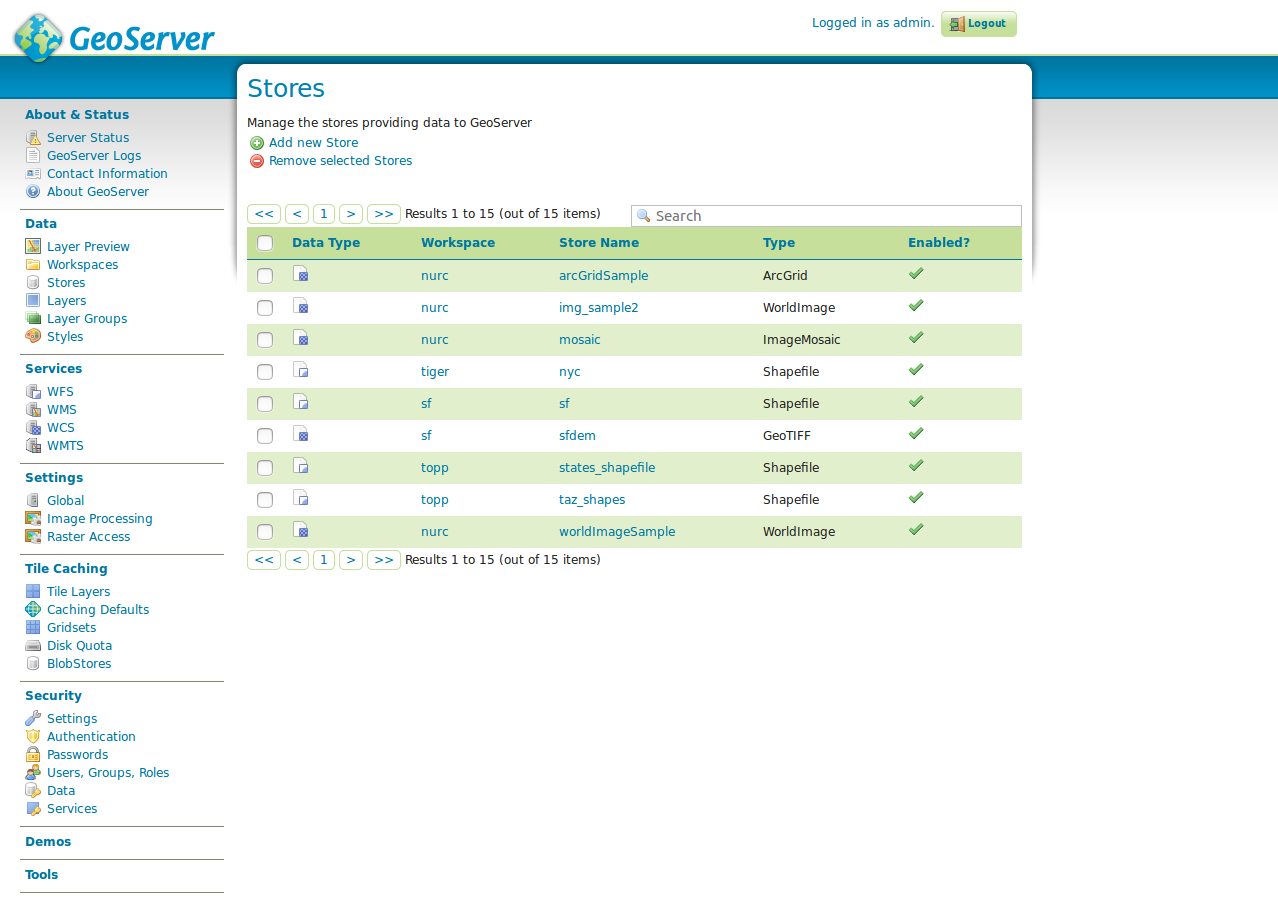 GeoServer
Logged in as admin. Logout
Stores
Manage the stores providing data to GeoServer
Add new Store
Remove selected Stores
<< < 1 > >> Results 1 to 15 (out of 15 items) Search
Data Type Workspace Store Name Type Enabled?
nurc arcGridSample ArcGrid
nurc img_sample2 WorldImage
nurc mosaic ImageMosaic
tiger nyc Shapefile
sf sf Shapefile
sf sfdem GeoTIFF
topp states_shapefile Shapefile
topp taz_shapes Shapefile
nurc worldImageSample WorldImage
<< < 1 > >> Results 1 to 15 (out of 15 items)
About & Status
Server Status
GeoServer Logs
Contact Information
About GeoServer
Data
Layer Preview
Workspaces
Stores
Layers
Layer Groups
Styles
Services
WFS
WMS
WCS
WMTS
Settings
Global
Image Processing
Raster Access
Tile Caching
Tile Layers
Caching Defaults
Gridsets
Disk Quota
BlobStores
Security
Settings
Authentication
Passwords
Users, Groups, Roles
Data
Services
Demos
Tools